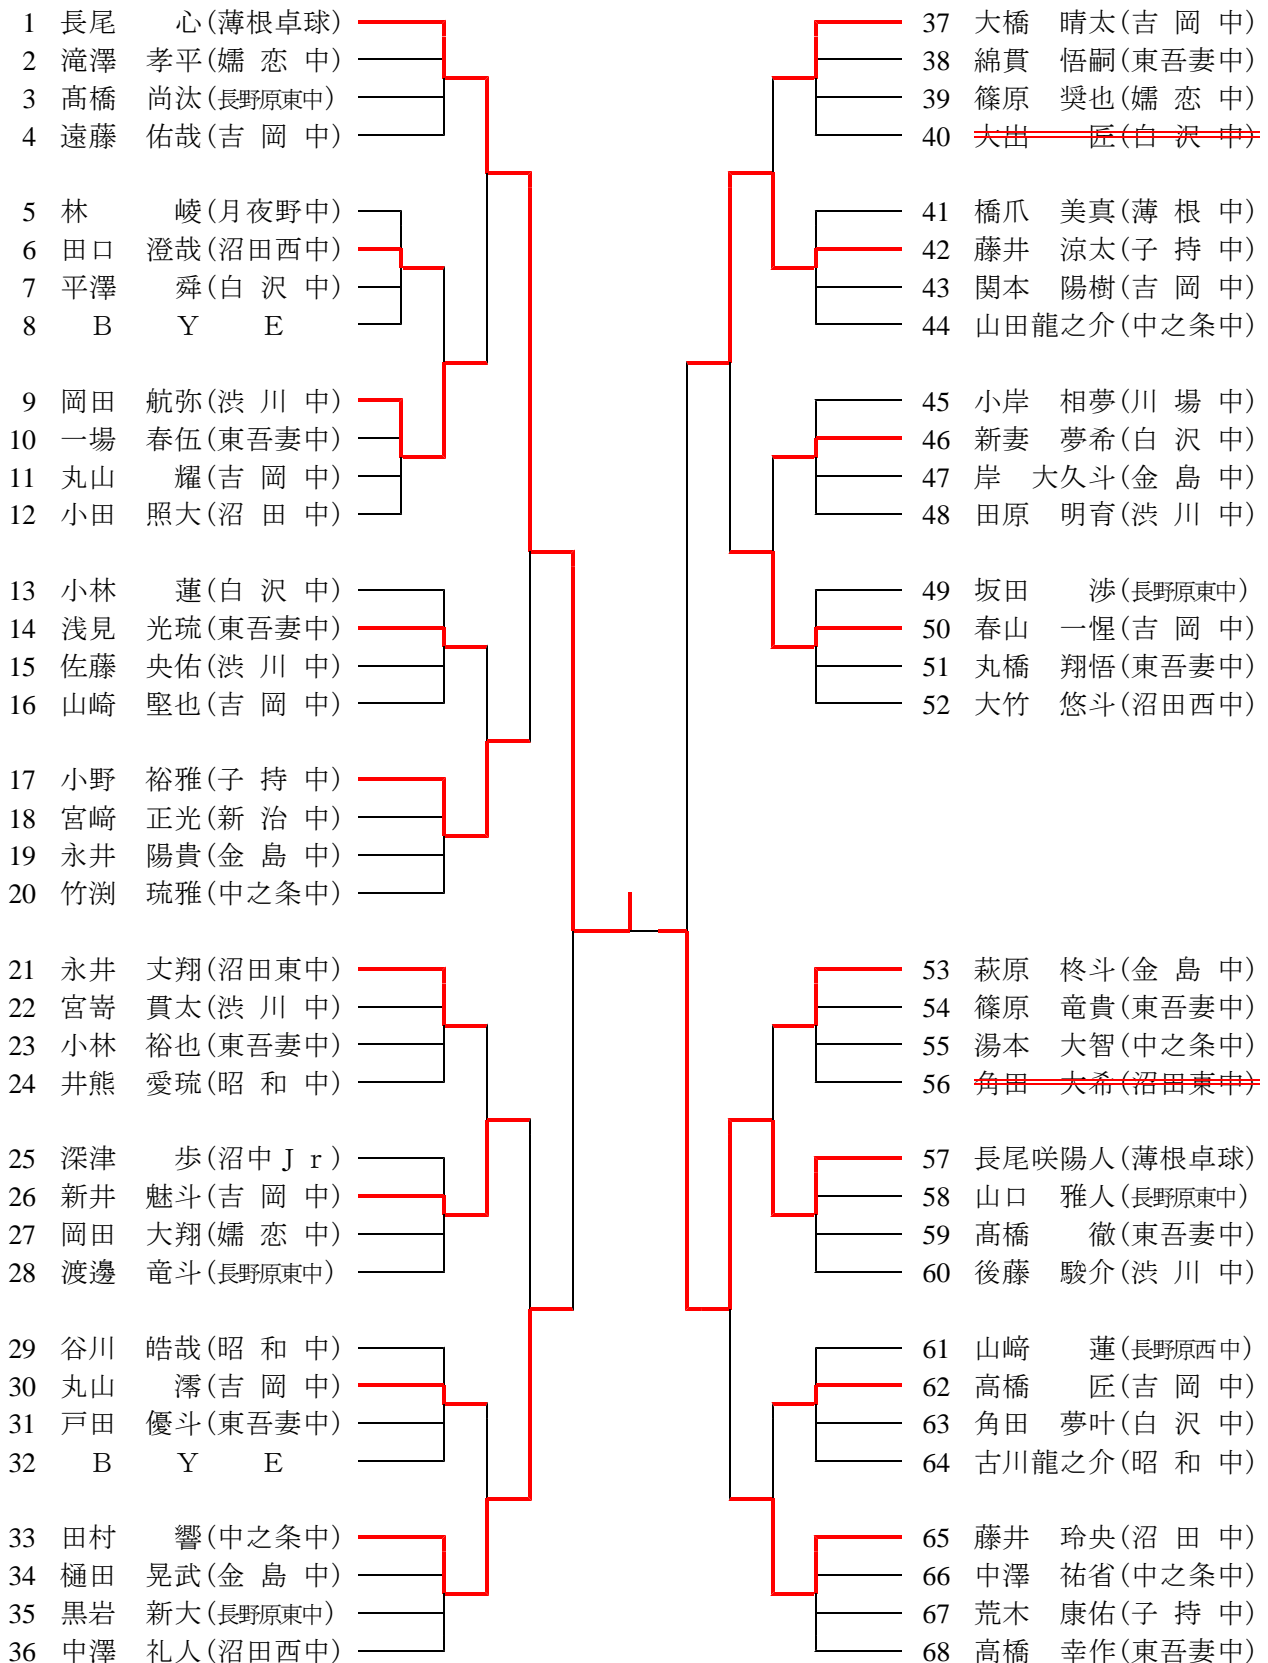 1 長尾　　心(薄根卓球)
2 滝澤　孝平(嬬 恋 中)
3 髙橋　尚汰(長野原東中)
4 遠藤　佑哉(吉 岡 中)
5 林　　　崚(月夜野中)
6 田口　澄哉(沼田西中)
7 平澤　　舜(白 沢 中)
8 Ｂ　Ｙ　Ｅ
9 岡田　航弥(渋 川 中)
10 一場　春伍(東吾妻中)
11 丸山　　耀(吉 岡 中)
12 小田　照大(沼 田 中)
13 小林　　蓮(白 沢 中)
14 浅見　光琉(東吾妻中)
15 佐藤　央佑(渋 川 中)
16 山崎　堅也(吉 岡 中)
17 小野　裕雅(子 持 中)
18 宮﨑　正光(新 治 中)
19 永井　陽貴(金 島 中)
20 竹渕　琉雅(中之条中)
21 永井　丈翔(沼田東中)
22 宮嵜　貫太(渋 川 中)
23 小林　裕也(東吾妻中)
24 井熊　愛琉(昭 和 中)
25 深津　　歩(沼中Ｊｒ)
26 新井　魅斗(吉 岡 中)
27 岡田　大翔(嬬 恋 中)
28 渡邊　竜斗(長野原東中)
29 谷川　皓哉(昭 和 中)
30 丸山　　澪(吉 岡 中)
31 戸田　優斗(東吾妻中)
32 Ｂ　Ｙ　Ｅ
33 田村　　響(中之条中)
34 樋田　晃武(金 島 中)
35 黒岩　新大(長野原東中)
36 中澤　礼人(沼田西中)
37 大橋　晴太(吉 岡 中)
38 綿貫　悟嗣(東吾妻中)
39 篠原　奨也(嬬 恋 中)
40 大出　　匠(白 沢 中)
41 橋爪　美真(薄 根 中)
42 藤井　涼太(子 持 中)
43 関本　陽樹(吉 岡 中)
44 山田龍之介(中之条中)
45 小岸　相夢(川 場 中)
46 新妻　夢希(白 沢 中)
47 岸　大久斗(金 島 中)
48 田原　明育(渋 川 中)
49 坂田　　渉(長野原東中)
50 春山　一惺(吉 岡 中)
51 丸橋　翔悟(東吾妻中)
52 大竹　悠斗(沼田西中)
53 萩原　柊斗(金 島 中)
54 篠原　竜貴(東吾妻中)
55 湯本　大智(中之条中)
56 角田　大希(沼田東中)
57 長尾咲陽人(薄根卓球)
58 山口　雅人(長野原東中)
59 髙橋　　徹(東吾妻中)
60 後藤　駿介(渋 川 中)
61 山﨑　　蓮(長野原西中)
62 高橋　　匠(吉 岡 中)
63 角田　夢叶(白 沢 中)
64 古川龍之介(昭 和 中)
65 藤井　玲央(沼 田 中)
66 中澤　祐省(中之条中)
67 荒木　康佑(子 持 中)
68 高橋　幸作(東吾妻中)